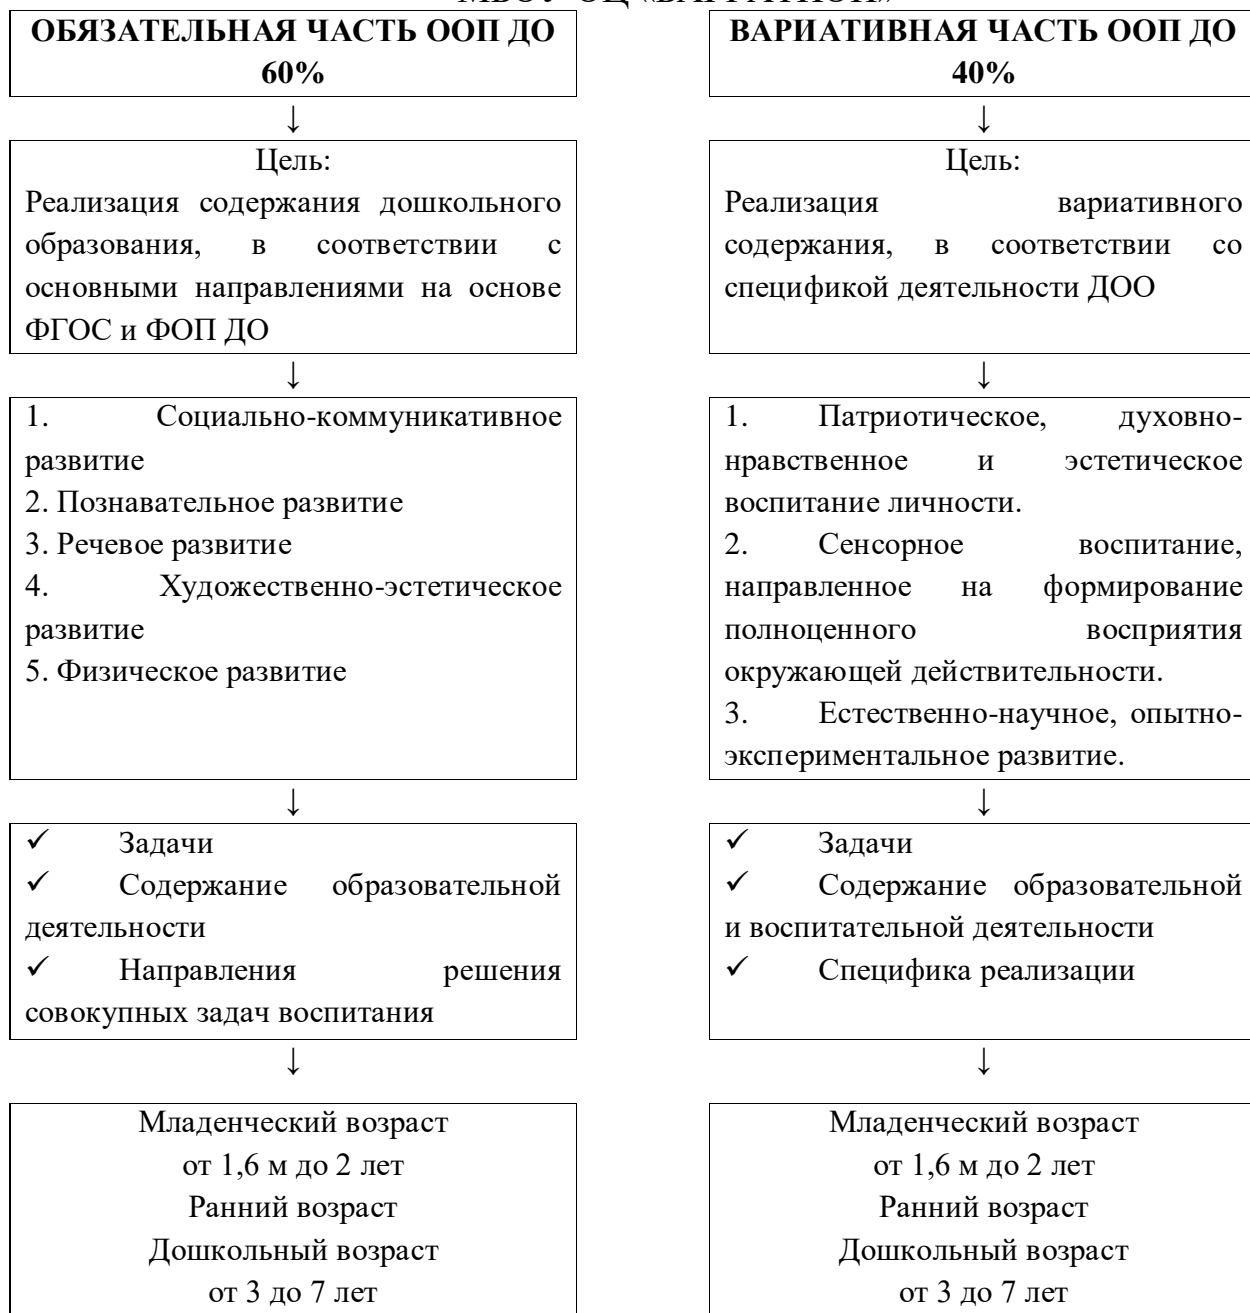 ОБЯЗАТЕЛЬНАЯ ЧАСТЬ ООП ДО
60%
↓
Цель:
Реализация содержания дошкольного
образования, в соответствии с
основными направлениями на основе
ФГОС и ФОП ДО
↓
1. Социально-коммуникативное
развитие
2. Познавательное развитие
3. Речевое развитие
4. Художественно-эстетическое
развитие
5. Физическое развитие
↓
✓ Задачи
✓ Содержание образовательной
деятельности
✓ Направления решения
совокупных задач воспитания
↓
Младенческий возраст
от 1,6 м до 2 лет
Ранний возраст
Дошкольный возраст
от 3 до 7 лет
ВАРИАТИВНАЯ ЧАСТЬ ООП ДО
40%
↓
Цель:
Реализация вариативного
содержания, в соответствии со
спецификой деятельности ДОО
↓
1. Патриотическое, духовно-
нравственное и эстетическое
воспитание личности.
2. Сенсорное воспитание,
направленное на формирование
полноценного восприятия
окружающей действительности.
3. Естественно-научное, опытно-
экспериментальное развитие.
↓
✓ Задачи
✓ Содержание образовательной
и воспитательной деятельности
✓ Специфика реализации
↓
Младенческий возраст
от 1,6 м до 2 лет
Ранний возраст
Дошкольный возраст
от 3 до 7 лет